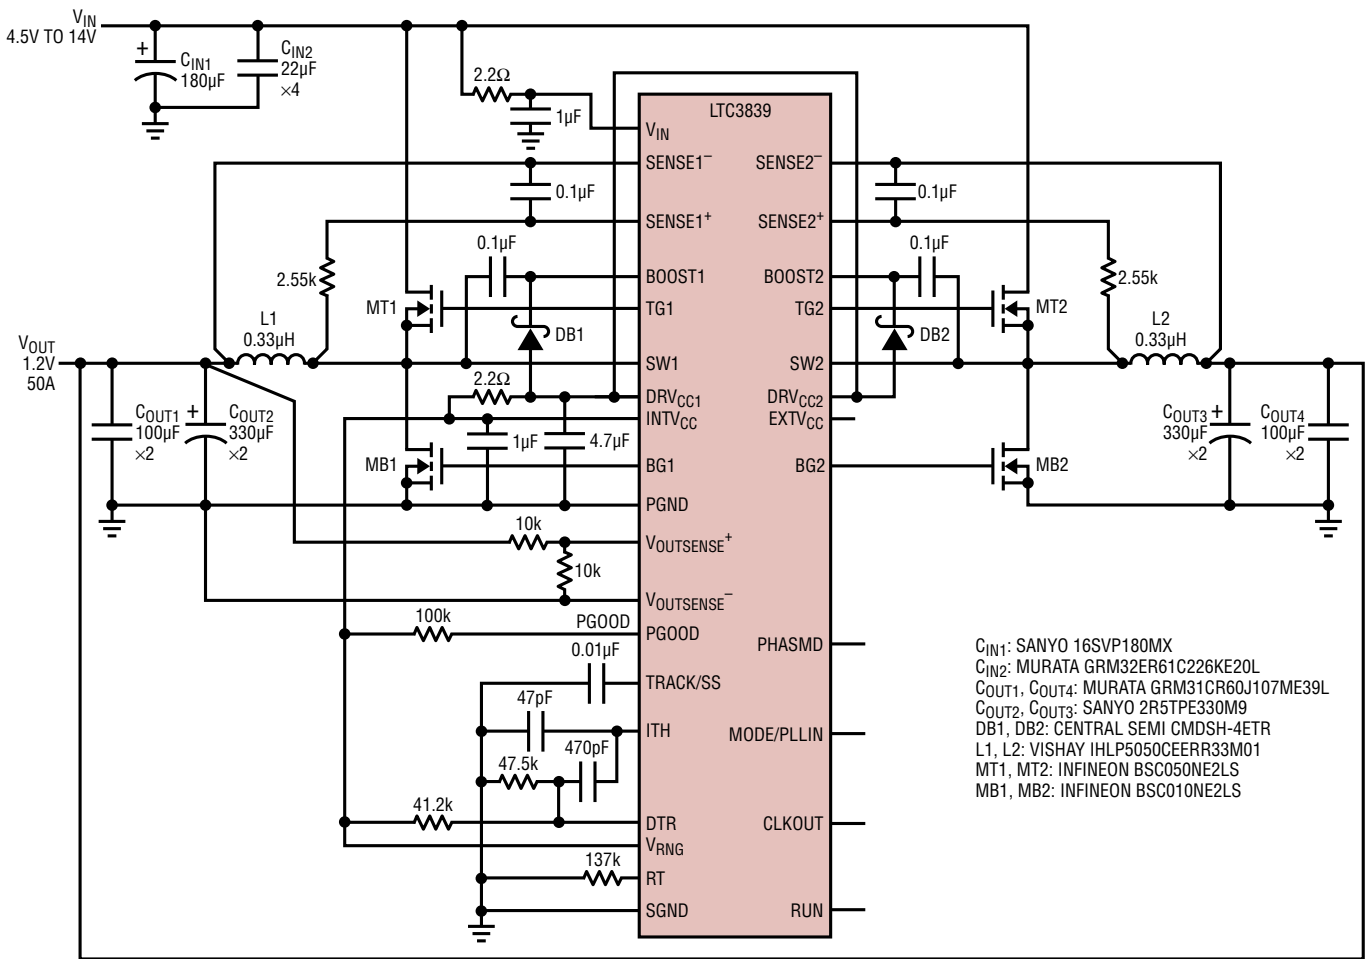 VIN
4.5V TO 14V
+
CIN1
180µF
CIN2
22µF
×4
2.2Ω
1µF
LTC3839
VIN
SENSE1–
SENSE2–
0.1µF
0.1µF
SENSE1+
SENSE2+
0.1µF
0.1µF
2.55k
BOOST1
BOOST2
2.55k
MT1
TG1
TG2
MT2
L1
0.33µH
DB1
DB2
L2
0.33µH
VOUT
1.2V
50A
SW1
SW2
2.2Ω
DRVCC1
DRVCC2
INTVCC
EXTVCC
COUT1
100µF
×2
+
COUT2
330µF
×2
1µF
4.7µF
COUT3
330µF
×2
+
COUT4
100µF
×2
MB1
BG1
BG2
MB2
PGND
10k
VOUTSENSE+
10k
VOUTSENSE–
100k
PGOOD
PGOOD
PHASMD
0.01µF
TRACK/SS
47pF
ITH
MODE/PLLIN
470pF
47.5k
41.2k
DTR
CLKOUT
VRNG
137k
RT
SGND
RUN
CIN1: SANYO 16SVP180MX
CIN2: MURATA GRM32ER61C226KE20L
COUT1, COUT4: MURATA GRM31CR60J107ME39L
COUT2, COUT3: SANYO 2R5TPE330M9
DB1, DB2: CENTRAL SEMI CMDSH-4ETR
L1, L2: VISHAY IHLP5050CEERR33M01
MT1, MT2: INFINEON BSC050NE2LS
MB1, MB2: INFINEON BSC010NE2LS